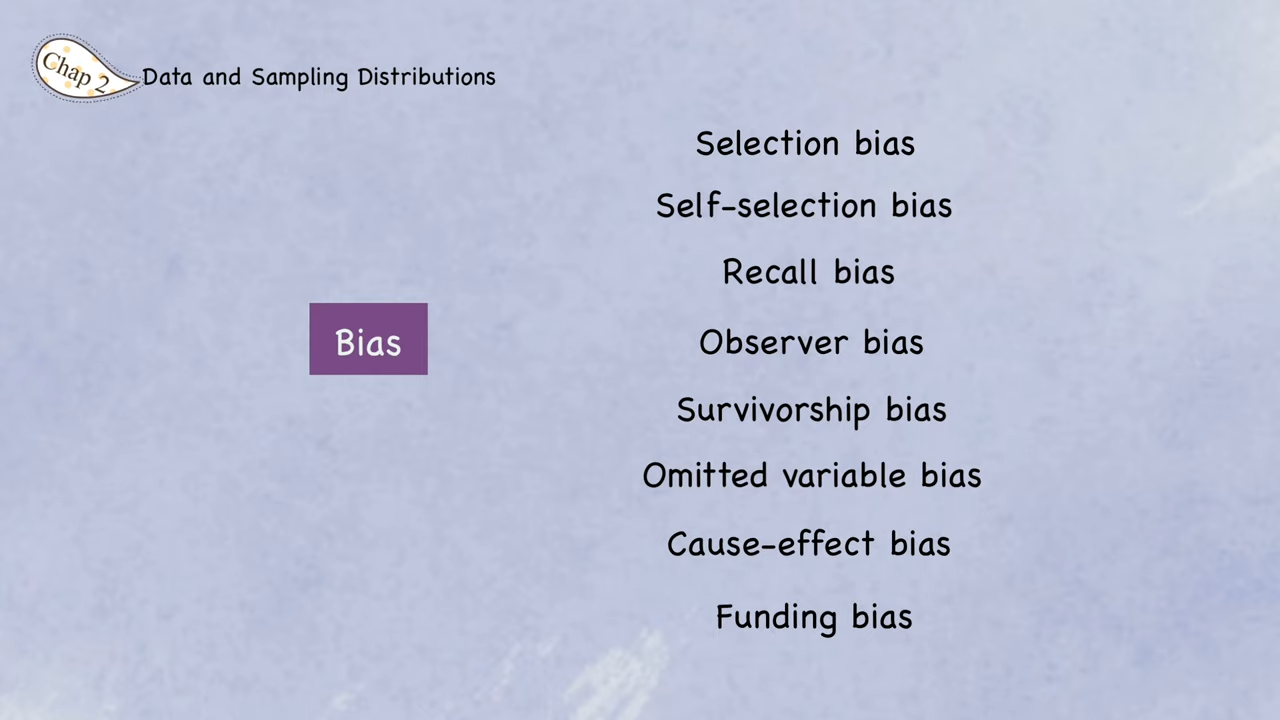 Chap 2
Data and Sampling Distributions
Bias
Selection bias
Self-selection bias
Recall bias
Observer bias
Survivorship bias
Omitted variable bias
Cause-effect bias
Funding bias